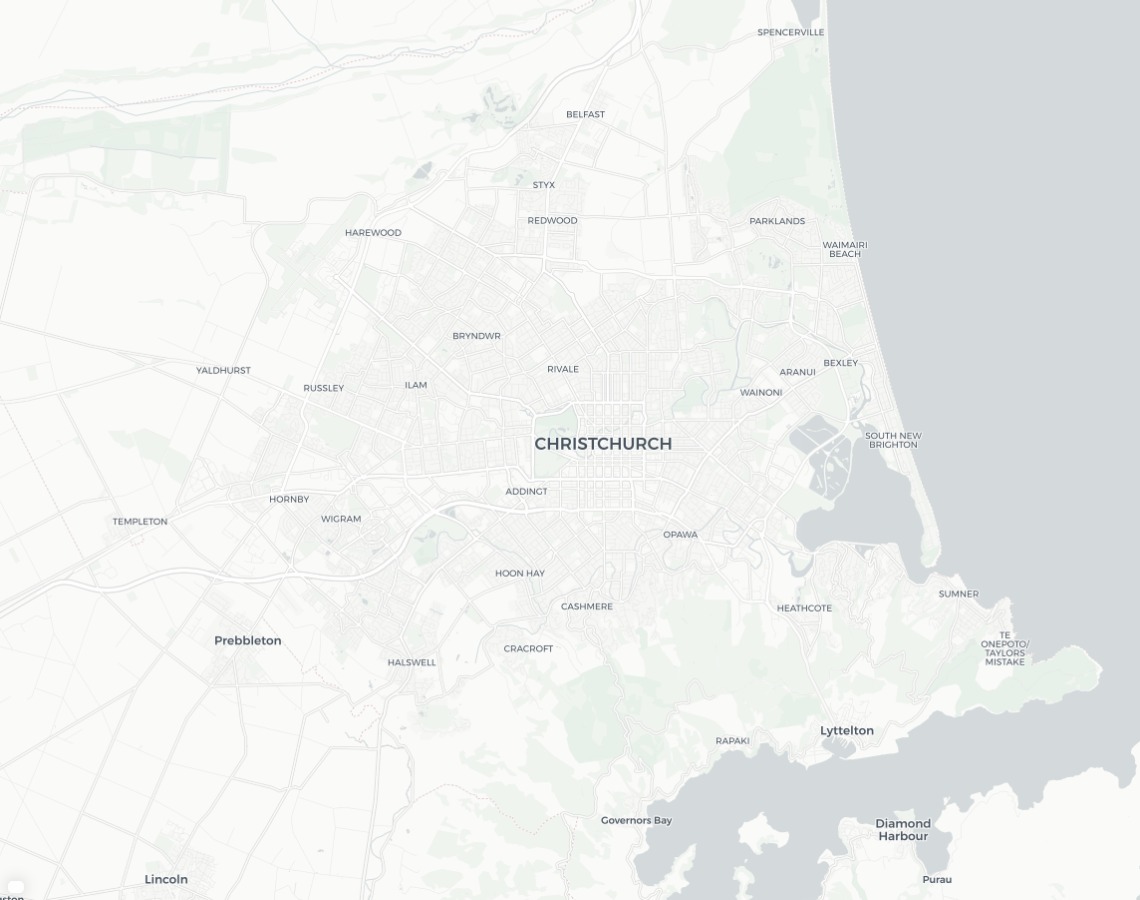 SPENCERVILLE
BELFAST
STYX
REDWOOD
PARKLANDS
HAREWOOD
WAIMAIRI
BEACH
BRYNDWR
YALDHURST
RIVALE
BEXLEY
ARANUI
RUSSLEY
ILAM
WAINONI
CHRISTCHURCH
SOUTH NEW
BRIGHTON
ADDINGT
HORNBY
TEMPLETON
WIGRAM
OPAWA
HOON HAY
SUMNER
CASHMERE
HEATHCOTE
TE
ONEPOTO/
TAYLORS
MISTAKE
Prebbleton
CRACROFT
HALSWELL
Lyttelton
RAPAKI
Governors Bay
Diamond
Harbour
Lincoln
Purau